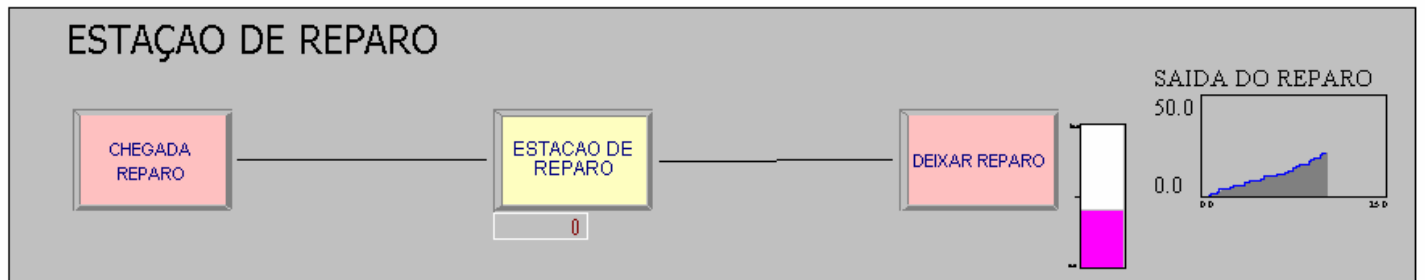 ESTAÇAO DE REPARO
CHEGADA
REPARO
ESTACAO DE
REPARO
0
DEIXAR REPARO
SAIDA DO REPARO
50.0
0.0